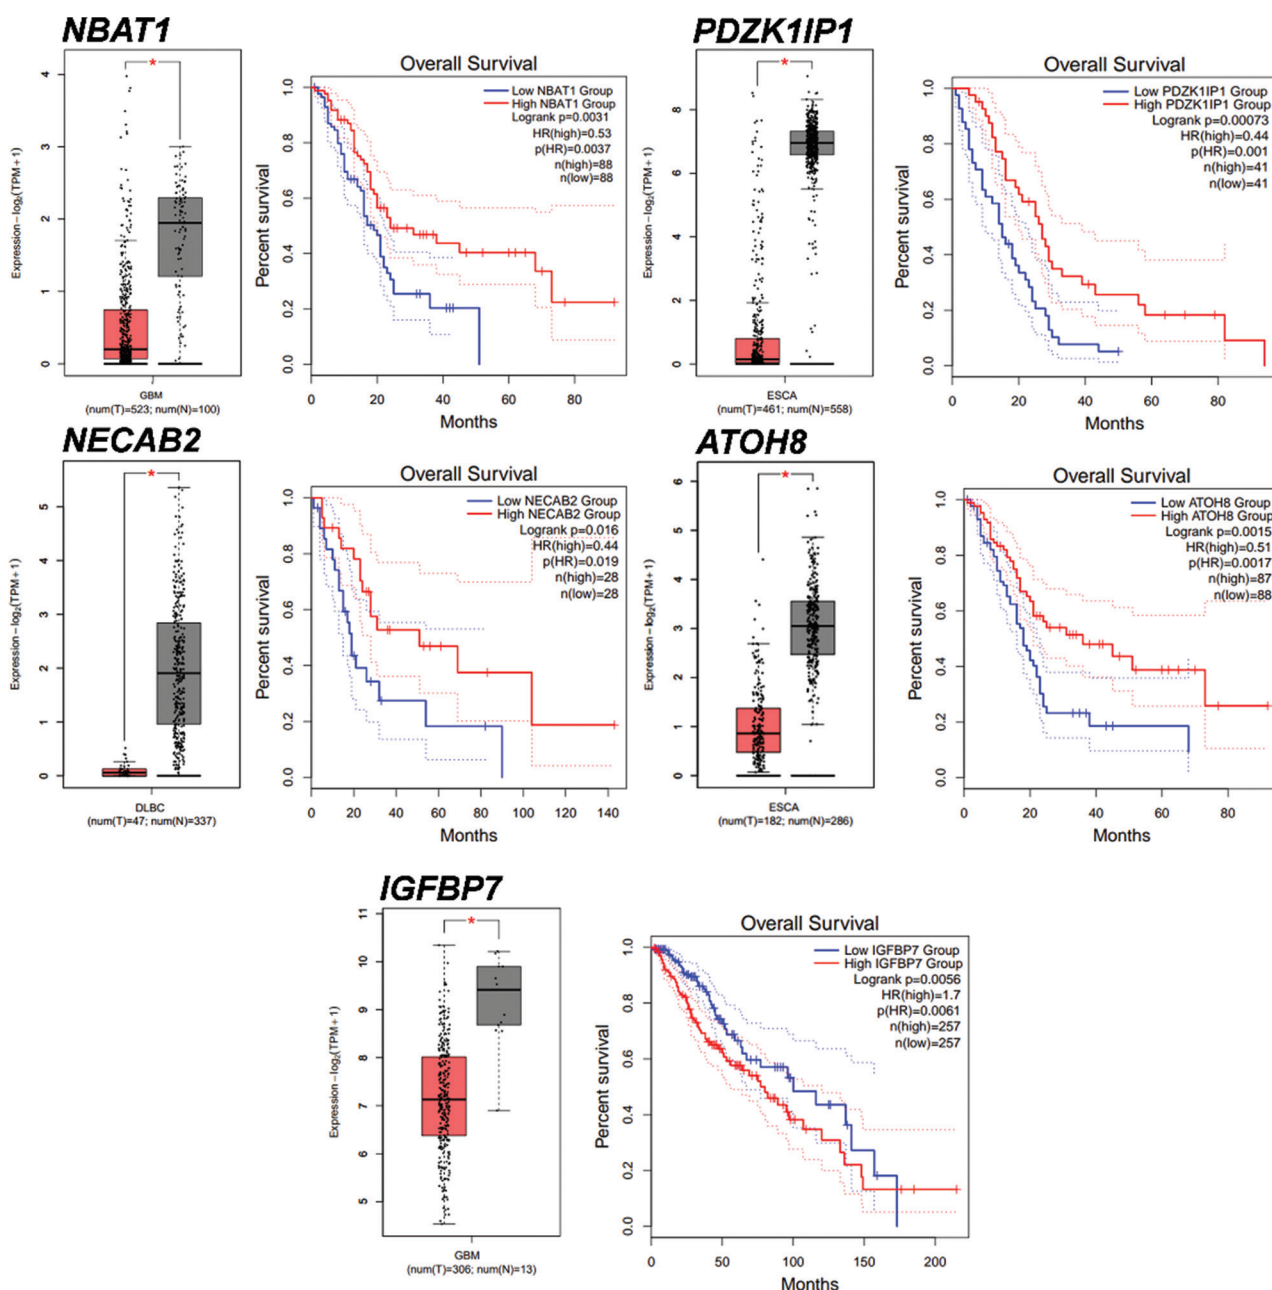 NBAT1
PDZK1IP1
Expression – log₂(TPM + 1)
4
3
2
1
0
GBM
(num(T)=523; num(N)=100)
Overall Survival
Low NBAT1 Group
High NBAT1 Group
Logrank p=0.0031
HR(high)=0.53
p(HR)=0.0037
n(high)=88
n(low)=88
Percent survival
1.0
0.8
0.6
0.4
0.2
0.0
0 20 40 60 80
Months
Expression – log₂(TPM + 1)
8
6
4
2
0
ESCA
(num(T)=461; num(N)=558)
Overall Survival
Low PDZK1IP1 Group
High PDZK1IP1 Group
Logrank p=0.00073
HR(high)=0.44
p(HR)=0.001
n(high)=41
n(low)=41
Percent survival
1.0
0.8
0.6
0.4
0.2
0.0
0 20 40 60 80
Months
NECAB2
ATOH8
Expression – log₂(TPM + 1)
5
4
3
2
1
0
DLBC
(num(T)=47; num(N)=337)
Overall Survival
Low NECAB2 Group
High NECAB2 Group
Logrank p=0.016
HR(high)=0.44
p(HR)=0.019
n(high)=28
n(low)=28
Percent survival
1.0
0.8
0.6
0.4
0.2
0.0
0 20 40 60 80 100 120 140
Months
Expression – log₂(TPM + 1)
6
5
4
3
2
1
0
ESCA
(num(T)=182; num(N)=286)
Overall Survival
Low ATOH8 Group
High ATOH8 Group
Logrank p=0.0015
HR(high)=0.51
p(HR)=0.0017
n(high)=87
n(low)=88
Percent survival
1.0
0.8
0.6
0.4
0.2
0.0
0 20 40 60 80
Months
IGFBP7
Expression – log₂(TPM + 1)
11
10
9
8
7
6
5
GBM
(num(T)=306; num(N)=13)
Overall Survival
Low IGFBP7 Group
High IGFBP7 Group
Logrank p=0.0056
HR(high)=1.7
p(HR)=0.0061
n(high)=257
n(low)=257
Percent survival
1.0
0.8
0.6
0.4
0.2
0.0
0 50 100 150 200
Months